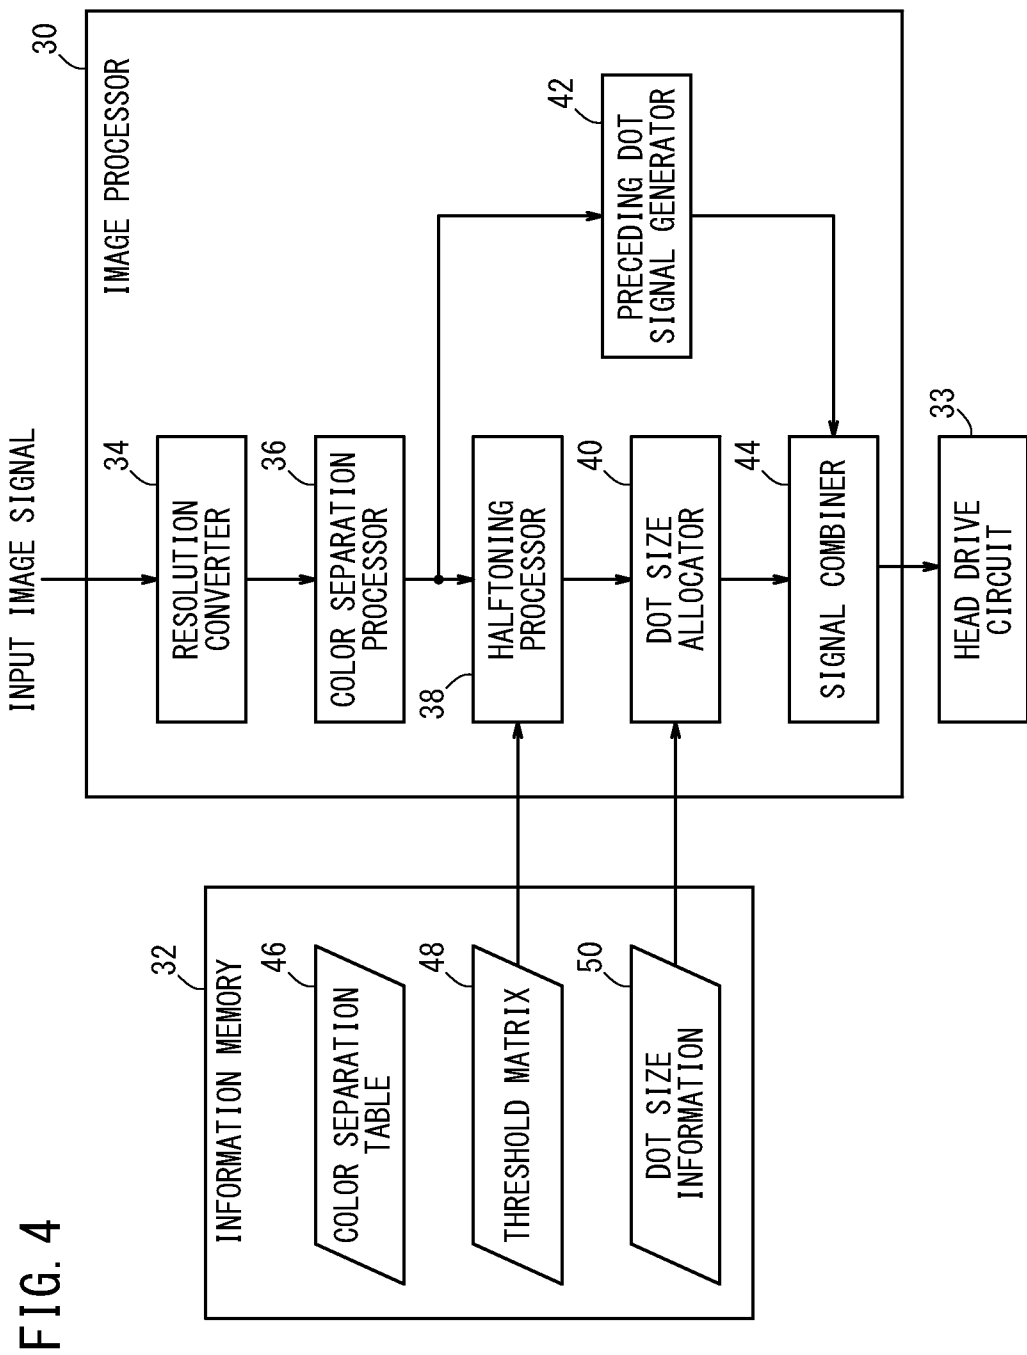 FIG. 4
INPUT IMAGE SIGNAL
30
IMAGE PROCESSOR
34
RESOLUTION
CONVERTER
32
INFORMATION MEMORY
46
COLOR SEPARATION
TABLE
36
COLOR SEPARATION
PROCESSOR
48
THRESHOLD MATRIX
38
HALFTONING
PROCESSOR
42
PRECEDING DOT
SIGNAL GENERATOR
50
DOT SIZE
INFORMATION
40
DOT SIZE
ALLOCATOR
44
SIGNAL COMBINER
33
HEAD DRIVE
CIRCUIT